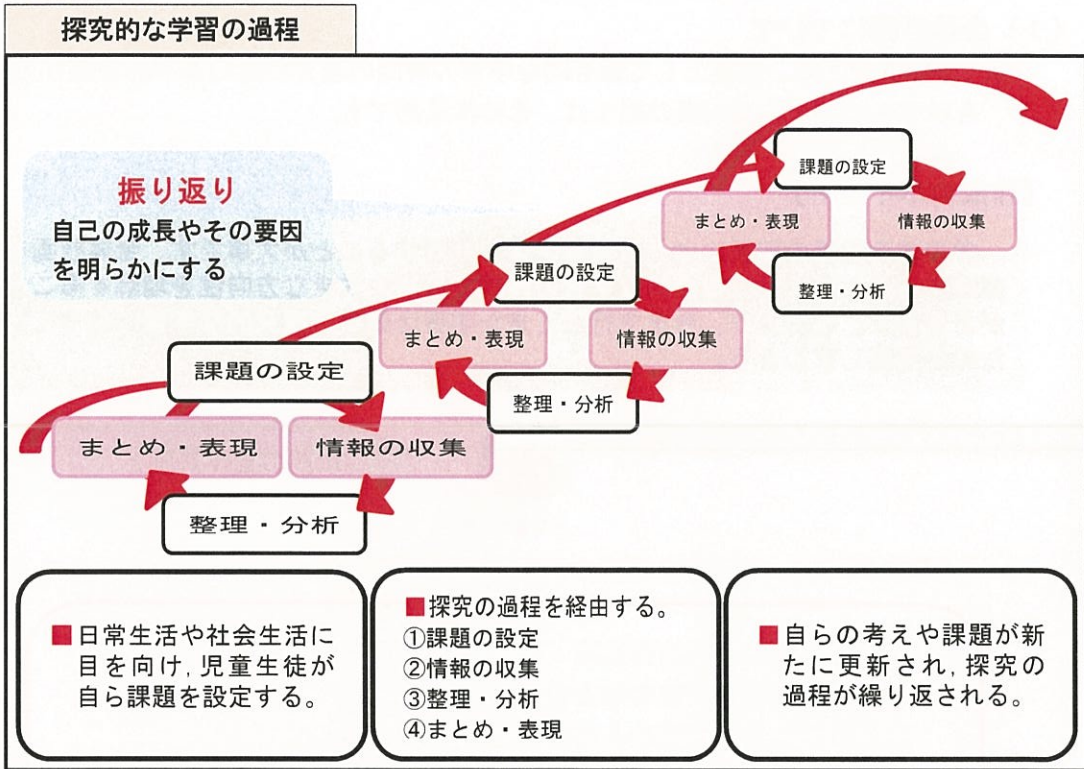 探究的な学習の過程
振り返り
自己の成長やその要因
を明らかにする
課題の設定
まとめ・表現
情報の収集
整理・分析
課題の設定
まとめ・表現
情報の収集
整理・分析
課題の設定
まとめ・表現
情報の収集
整理・分析
■日常生活や社会生活に
目を向け,児童生徒が
自ら課題を設定する。
■探究の過程を経由する。
①課題の設定
②情報の収集
③整理・分析
④まとめ・表現
■自らの考えや課題が新
たに更新され,探究の
過程が繰り返される。